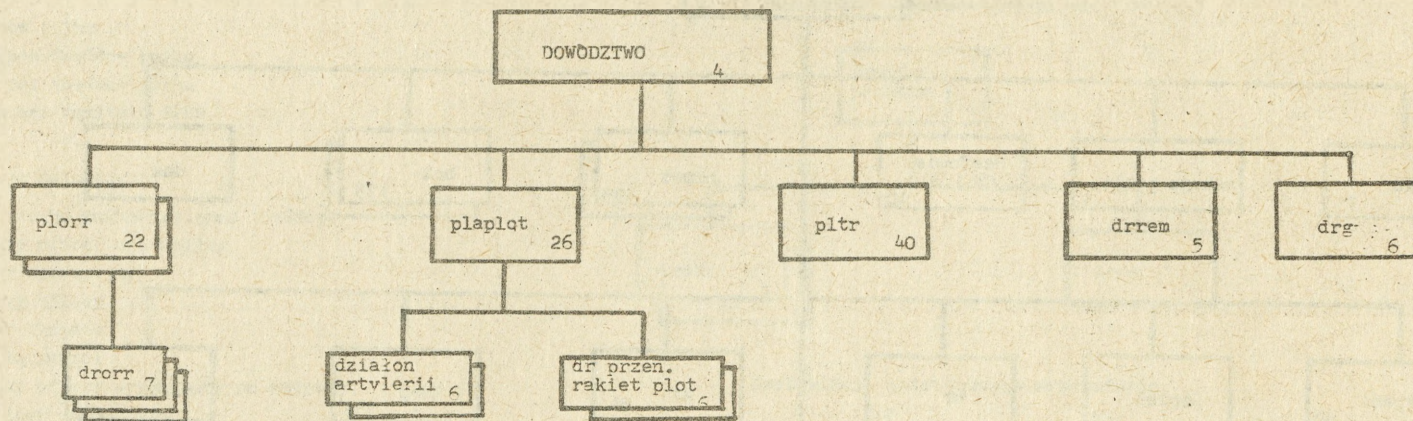 DOWÓDZTWO
4
plorr
22
plaplot
26
pltr
40
drrem
5
drg
6
drorr 7
działon
artylerii 6
dr przen.
rakiet plot
6